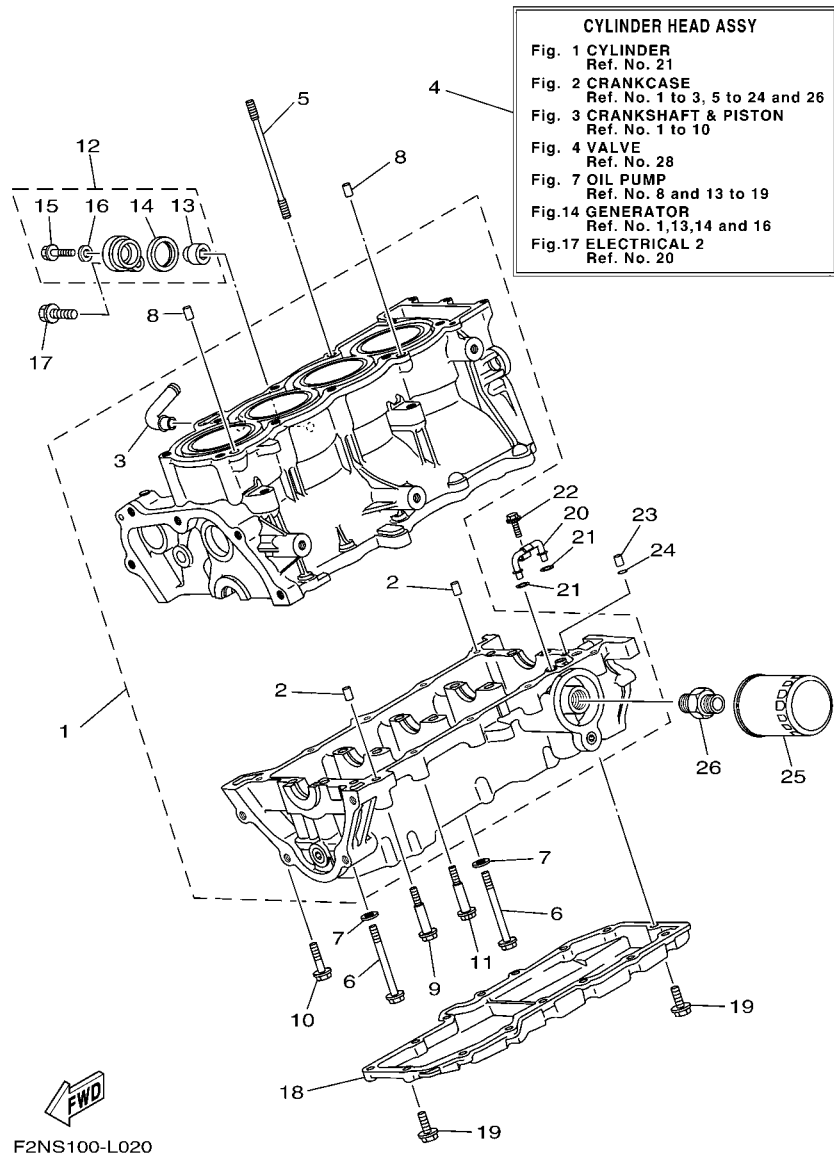 CYLINDER HEAD ASSY
Fig. 1 CYLINDER
Ref. No. 21
Fig. 2 CRANKCASE
Ref. No. 1 to 3, 5 to 24 and 26
Fig. 3 CRANKSHAFT & PISTON
Ref. No. 1 to 10
Fig. 4 VALVE
Ref. No. 28
Fig. 7 OIL PUMP
Ref. No. 8 and 13 to 19
Fig.14 GENERATOR
Ref. No. 1,13,14 and 16
Fig.17 ELECTRICAL 2
Ref. No. 20
4
5
12
8
15
16
14
13
8
17
3
22
20
23
21
24
2
21
2
1
26
25
7
7
6
11
9
6
10
19
18
19
FWD
F2NS100-L020